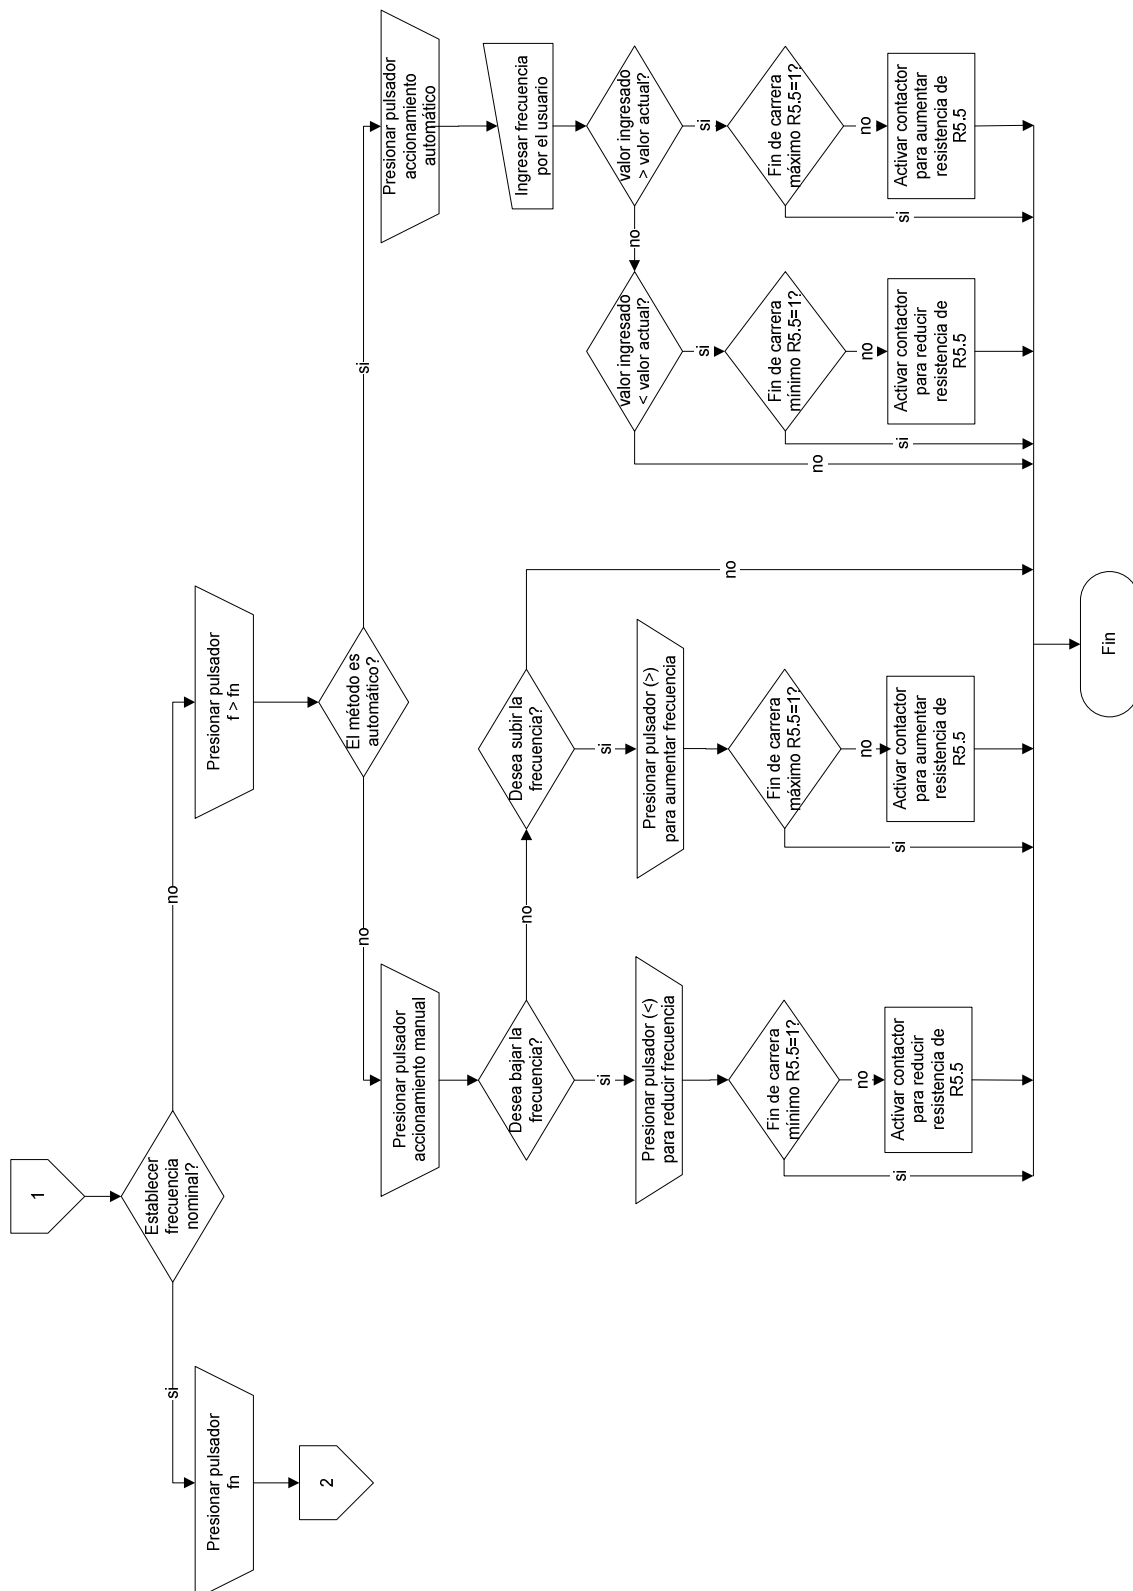 1
Establecer
frecuencia
nominal?
si
no
Presionar pulsador
fn
2
Presionar pulsador
f > fn
El método es
automático?
no
si
Presionar pulsador
accionamiento manual
Desea bajar la
frecuencia?
no
Desea subir la
frecuencia?
no
si
Presionar pulsador (<)
para reducir frecuencia
Fin de carrera
mínimo R5.5=1?
si
no
Activar contactor
para reducir
resistencia de
R5.5
si
Presionar pulsador (>)
para aumentar frecuencia
Fin de carrera
máximo R5.5=1?
si
no
Activar contactor
para aumentar
resistencia de
R5.5
Presionar pulsador
accionamiento
automático
Ingresar frecuencia
por el usuario
valor ingresado
> valor actual?
no
si
valor ingresado
< valor actual?
no
si
Fin de carrera
mínimo R5.5=1?
si
no
Activar contactor
para reducir
resistencia de
R5.5
Fin de carrera
máximo R5.5=1?
si
no
Activar contactor
para aumentar
resistencia de
R5.5
Fin